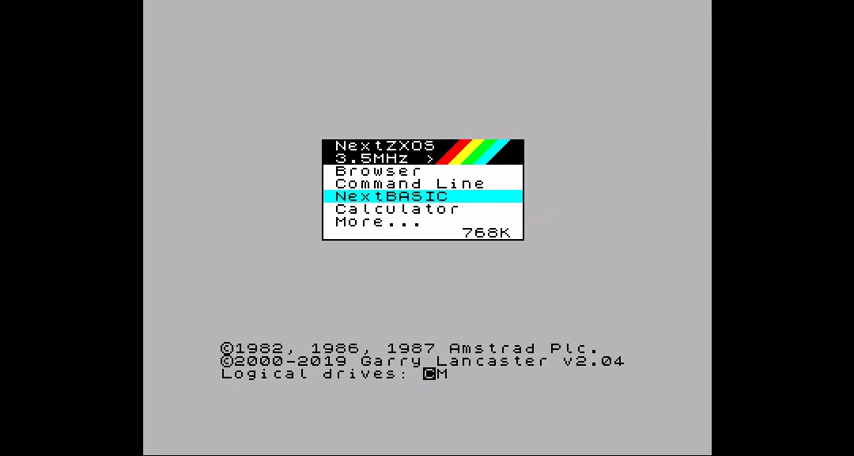 NextZXOS
3.5MHz >
Browser
Command Line
NextBASIC
Calculator
More...
768K
©1982, 1986, 1987 Amstrad Plc.
©2000-2019 Garry Lancaster v2.04
Logical drives: CM